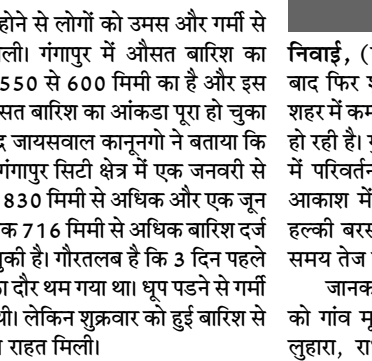 होने से लोगों को उमस और गर्मी से
ली। गंगापुर में औसत बारिश का
550 से 600 मिमी का है और इस
सत बारिश का आंकडा पूरा हो चुका
जायसवाल कानूनगो ने बताया कि
गंगापुर सिटी क्षेत्र में एक जनवरी से
830 मिमी से अधिक और एक जून
क 716 मिमी से अधिक बारिश दर्ज
चुकी है। गौरतलब है कि 3 दिन पहले
दौर थम गया था। धूप पडने से गर्मी
थी। लेकिन शुक्रवार को हुई बारिश से
राहत मिली।
निवाई, (
बाद फिर
शहर में कम
हो रही है।
में परिवर्तन
आकाश में
हल्की बरस
समय तेज
जानक
को गांव मू
लुहारा, रा